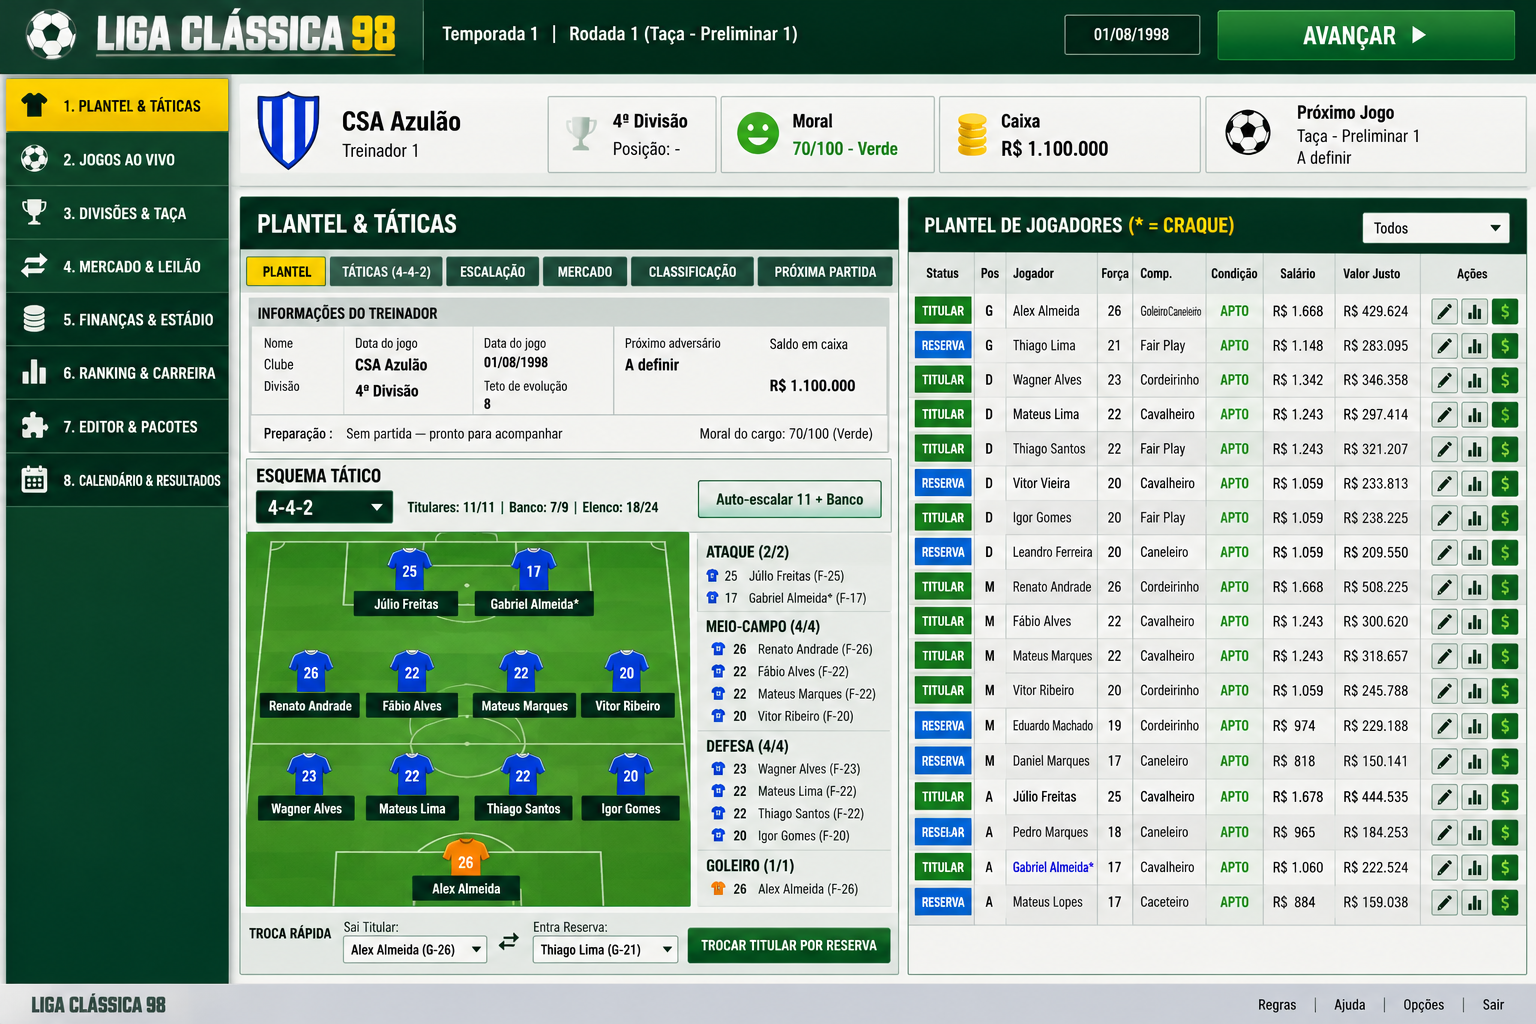 LIGA CLÁSSICA 98
Temporada 1 | Rodada 1 (Taça - Preliminar 1)
01/08/1998
AVANÇAR
1. PLANTEL & TÁTICAS
2. JOGOS AO VIVO
3. DIVISÕES & TAÇA
4. MERCADO & LEILÃO
5. FINANÇAS & ESTÁDIO
6. RANKING & CARREIRA
7. EDITOR & PACOTES
8. CALENDÁRIO & RESULTADOS
CSA Azulão
Treinador 1
4ª Divisão
Posição: -
Moral
70/100 - Verde
Caixa
R$ 1.100.000
Próximo Jogo
Taça - Preliminar 1
A definir
PLANTEL & TÁTICAS
PLANTEL TÁTICAS (4-4-2) ESCALAÇÃO MERCADO CLASSIFICAÇÃO PRÓXIMA PARTIDA
INFORMAÇÕES DO TREINADOR
Nome
Clube
Divisão
Dota do jogo
CSA Azulão
4ª Divisão
Data do jogo
01/08/1998
Teto de evolução
8
Próximo adversário
A definir
Saldo em caixa
R$ 1.100.000
Preparação : Sem partida — pronto para acompanhar
Moral do cargo: 70/100 (Verde)
ESQUEMA TÁTICO
4-4-2
Titulares: 11/11 | Banco: 7/9 | Elenco: 18/24
Auto-escalar 11 + Banco
25 17
Júlio Freitas Gabriel Almeida*
26 22 22 20
Renato Andrade Fábio Alves Mateus Marques Vitor Ribeiro
23 22 22 20
Wagner Alves Mateus Lima Thiago Santos Igor Gomes
26
Alex Almeida
ATAQUE (2/2)
25 Júllio Freitas (F-25)
17 Gabriel Almeida* (F-17)
MEIO-CAMPO (4/4)
26 Renato Andrade (F-26)
22 Fábio Alves (F-22)
22 Mateus Marques (F-22)
20 Vitor Ribeiro (F-20)
DEFESA (4/4)
23 Wagner Alves (F-23)
22 Mateus Lima (F-22)
22 Thiago Santos (F-22)
20 Igor Gomes (F-20)
GOLEIRO (1/1)
26 Alex Almeida (F-26)
TROCA RÁPIDA
Sai Titular:
Alex Almeida (G-26)
Entra Reserva:
Thiago Lima (G-21)
TROCAR TITULAR POR RESERVA
PLANTEL DE JOGADORES (* = CRAQUE)
Todos
Status Pos Jogador Força Comp. Condição Salário Valor Justo Ações
TITULAR G Alex Almeida 26 GoleiroCaneleiro APTO R$ 1.668 R$ 429.624 $
RESERVA G Thiago Lima 21 Fair Play APTO R$ 1.148 R$ 283.095 $
TITULAR D Wagner Alves 23 Cordeirinho APTO R$ 1.342 R$ 346.358 $
TITULAR D Mateus Lima 22 Cavalheiro APTO R$ 1.243 R$ 297.414 $
TITULAR D Thiago Santos 22 Fair Play APTO R$ 1.243 R$ 321.207 $
RESERVA D Vitor Vieira 20 Cavalheiro APTO R$ 1.059 R$ 233.813 $
TITULAR D Igor Gomes 20 Fair Play APTO R$ 1.059 R$ 238.225 $
RESERVA D Leandro Ferreira 20 Caneleiro APTO R$ 1.059 R$ 209.550 $
TITULAR M Renato Andrade 26 Cordeirinho APTO R$ 1.668 R$ 508.225 $
TITULAR M Fábio Alves 22 Cavalheiro APTO R$ 1.243 R$ 300.620 $
TITULAR M Mateus Marques 22 Cavalheiro APTO R$ 1.243 R$ 318.657 $
TITULAR M Vitor Ribeiro 20 Cordeirinho APTO R$ 1.059 R$ 245.788 $
RESERVA M Eduardo Machado 19 Cordeirinho APTO R$ 974 R$ 229.188 $
RESERVA M Daniel Marques 17 Caneleiro APTO R$ 818 R$ 150.141 $
TITULAR A Júlio Freitas 25 Cavalheiro APTO R$ 1.678 R$ 444.535 $
A Pedro Marques 18 Caneleiro APTO R$ 965 R$ 184.253 $
TITULAR A Gabriel Almeida* 17 Cavalheiro APTO R$ 1.060 R$ 222.524 $
RESERVA A Mateus Lopes 17 Caceteiro APTO R$ 884 R$ 159.038 $
LIGA CLÁSSICA 98
Regras | Ajuda | Opções | Sair